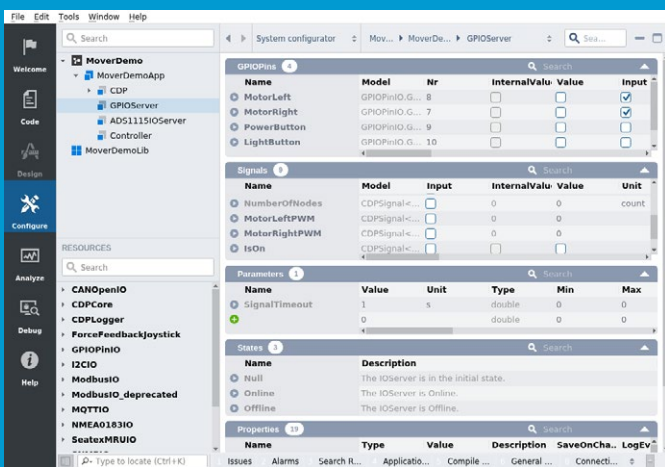 File Edit Tools Window Help
Search
System configurator Mov... MoverDe... GPIOServer Sea...
Welcome
Code
Design
Configure
Analyze
Debug
Help
MoverDemo
MoverDemoApp
CDP
GPIOServer
ADS1115IOServer
Controller
MoverDemoLib
RESOURCES
Search
CANOpenIO
CDPCore
CDPLogger
ForceFeedbackJoystick
GPIOPinIO
I2CIO
ModbusIO
ModbusIO_deprecated
MQTTIO
NMEA0183IO
SeatexMRUIO
GPIOPins 4 Search
Name Model Nr InternalValu Value Input
MotorLeft GPIOPinIO.G... 8
MotorRight GPIOPinIO.G... 7
PowerButton GPIOPinIO.G... 9
LightButton GPIOPinIO.G... 10
Signals 9 Search
Name Model Input InternalValu Value Unit
NumberOfNodes CDPSignal<... 0 0 count
MotorLeftPWM CDPSignal<... 0 0
MotorRightPWM CDPSignal<... 0 0
IsOn CDPSignal<...
Parameters 1 Search
Name Value Unit Type Min Max
SignalTimeout 1 s double 0 0
0 double 0 0
States 3 Search
Name Description
Null The IOServer is in the initial state.
Online The IOServer is Online.
Offline The IOServer is Offline.
Properties 19 Search
Name Type Value Description SaveOnCha.. LogEv
Type to locate (Ctrl+K) 1 Issues 2 Alarms 3 Search R... 4 Applicatio... 5 Compile ... 7 General ... 8 Connecti...